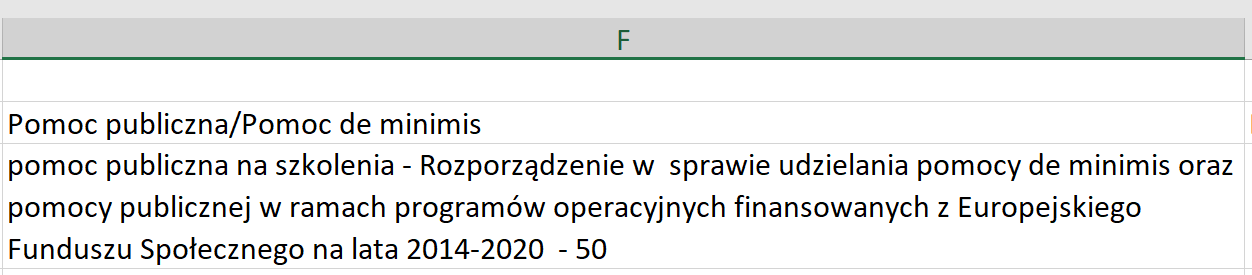 F
Pomoc publiczna/Pomoc de minimis
pomoc publiczna na szkolenia - Rozporządzenie w  sprawie udzielania pomocy de minimis oraz
pomocy publicznej w ramach programów operacyjnych finansowanych z Europejskiego
Funduszu Społecznego na lata 2014-2020  - 50